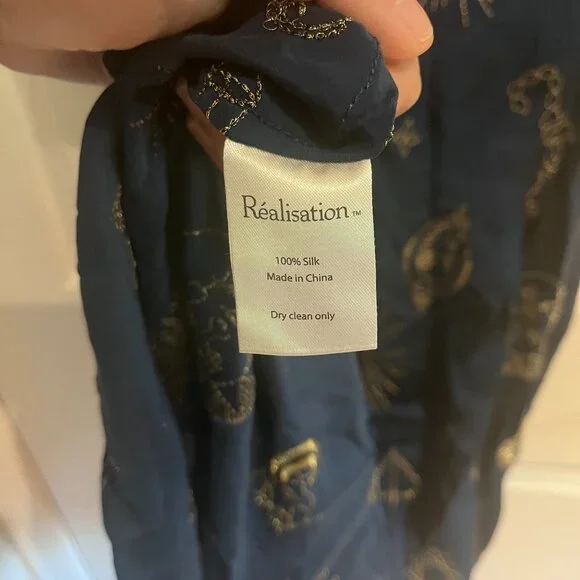 Réalisation™
100% Silk
Made in China
Dry clean only